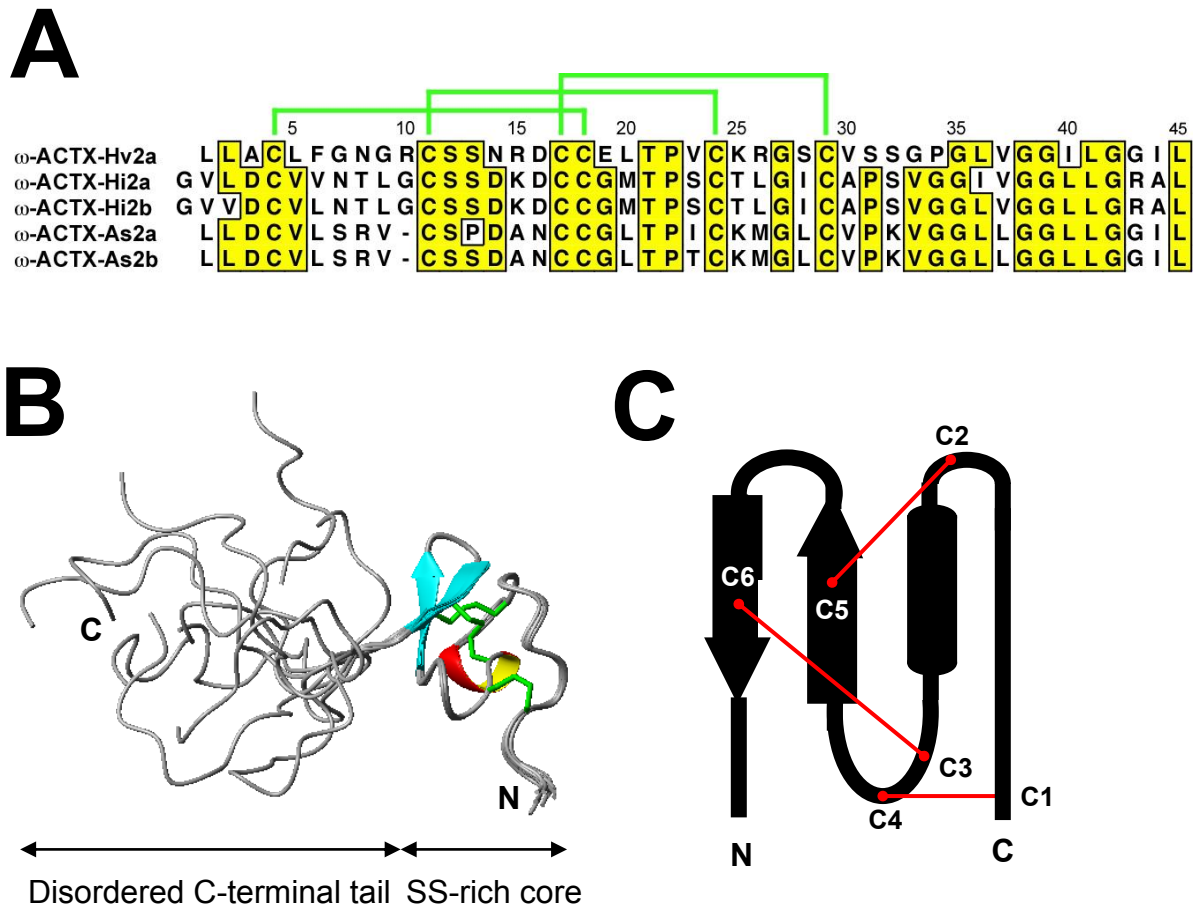 A
5 10 15 20 25 30 35 40 45
ω-ACTX-Hv2a L L A C L F G N G R C S S N R D C C E L T P V C K R G S C V S S G P G L V G G I L G G I L
ω-ACTX-Hi2a G V L D C V V N T L G C S S D K D C C G M T P S C T L G I C A P S V G G I V G G L L G R A L
ω-ACTX-Hi2b G V V D C V L N T L G C S S D K D C C G M T P S C T L G I C A P S V G G L V G G L L G R A L
ω-ACTX-As2a L L D C V L S R V - C S P D A N C C G L T P I C K M G L C V P K V G G L L G G L L G G I L
ω-ACTX-As2b L L D C V L S R V - C S S D A N C C G L T P T C K M G L C V P K V G G L L G G L L G G I L
B
C
N
Disordered C-terminal tail SS-rich core
C
C2
C6
C5
C3
C1
C4
N
C